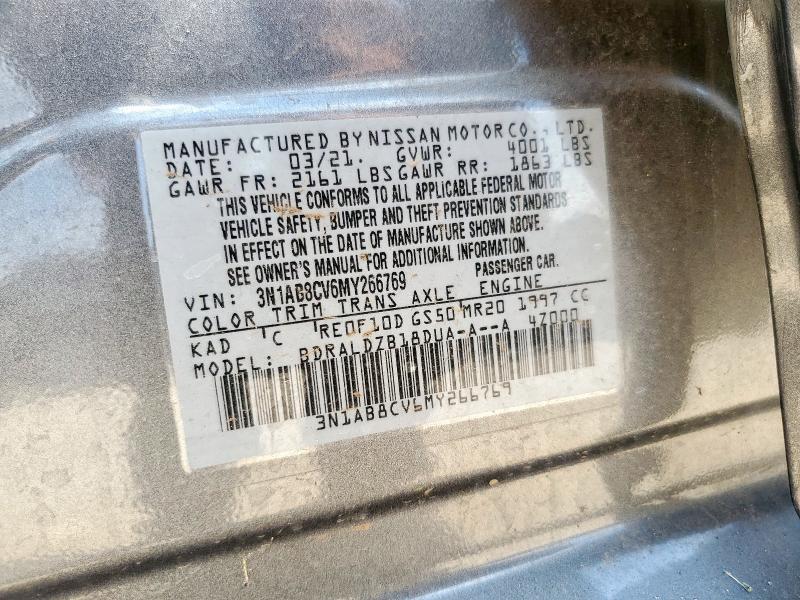 MANUFACTURED BY NISSAN MOTOR CO., LTD.
DATE: 03/21. GVWR: 4001 LBS
GAWR FR: 2161 LBS GAWR RR: 1863 LBS
THIS VEHICLE CONFORMS TO ALL APPLICABLE FEDERAL MOTOR
VEHICLE SAFETY, BUMPER AND THEFT PREVENTION STANDARDS
IN EFFECT ON THE DATE OF MANUFACTURE SHOWN ABOVE.
SEE OWNER'S MANUAL FOR ADDITIONAL INFORMATION.
VIN: 3N1AB8CV6MY266769 PASSENGER CAR.
COLOR TRIM TRANS AXLE ENGINE
KAD 'C 'RE0F10D GS50 MR20 1997 CC
MODEL: BDRALDZB18DUA-A--A 4Z000
3N1AB8CV6MY266769